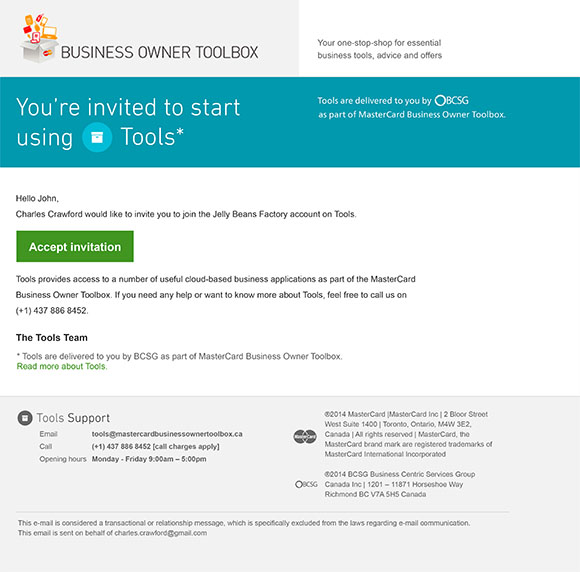 BUSINESS OWNER TOOLBOX
Your one-stop-shop for essential
business tools, advice and offers
You're invited to start
using Tools*
Tools are delivered to you by BCSG
as part of MasterCard Business Owner Toolbox.
Hello John,
Charles Crawford would like to invite you to join the Jelly Beans Factory account on Tools.
Accept invitation
Tools provides access to a number of useful cloud-based business applications as part of the MasterCard
Business Owner Toolbox. If you need any help or want to know more about Tools, feel free to call us on
(+1) 437 886 8452.
The Tools Team
* Tools are delivered to you by BCSG as part of MasterCard Business Owner Toolbox.
Read more about Tools.
Tools Support
Email tools@mastercardbusinessownertoolbox.ca
Call (+1) 437 886 8452 [call charges apply]
Opening hours Monday - Friday 9:00am – 5:00pm
MasterCard
®2014 MasterCard |MasterCard Inc | 2 Bloor Street
West Suite 1400 | Toronto, Ontario, M4W 3E2,
Canada | All rights reserved | MasterCard, the
MasterCard brand mark are registered trademarks of
MasterCard International Incorporated
BCSG
®2014 BCSG Business Centric Services Group
Canada Inc | 1201 – 11871 Horseshoe Way
Richmond BC V7A 5H5 Canada
This e-mail is considered a transactional or relationship message, which is specifically excluded from the laws regarding e-mail communication.
This email is sent on behalf of charles.crawford@gmail.com